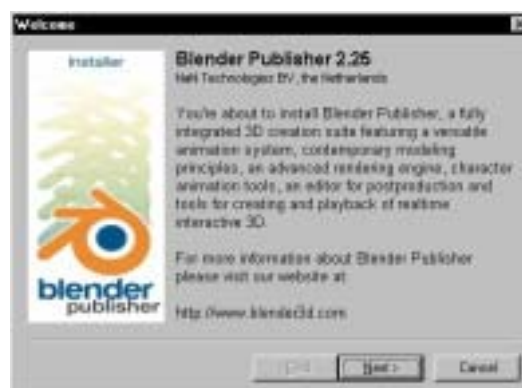 Welcome
Installer
Blender Publisher 2.25
NaN Technologies BV, the Netherlands
You're about to install Blender Publisher, a fully
integrated 3D creation suite featuring a versatile
animation system, contemporary modeling
principles, an advanced rendering engine, character
animation tools, an editor for postproduction and
tools for creating and playback of realtime
interactive 3D.
For more information about Blender Publisher
please visit our website at:
http://www.blender3d.com
blender
publisher
Next >
Cancel